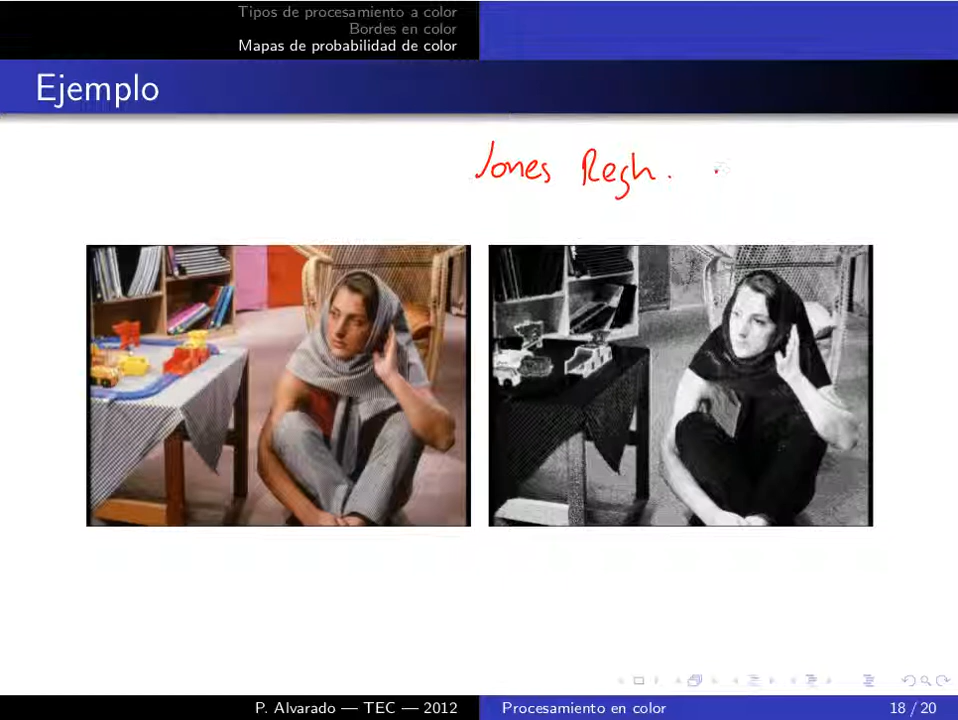 Tipos de procesamiento a color
Bordes en color
Mapas de probabilidad de color
Ejemplo
Jones Regh.
P. Alvarado — TEC — 2012
Procesamiento en color
18 / 20